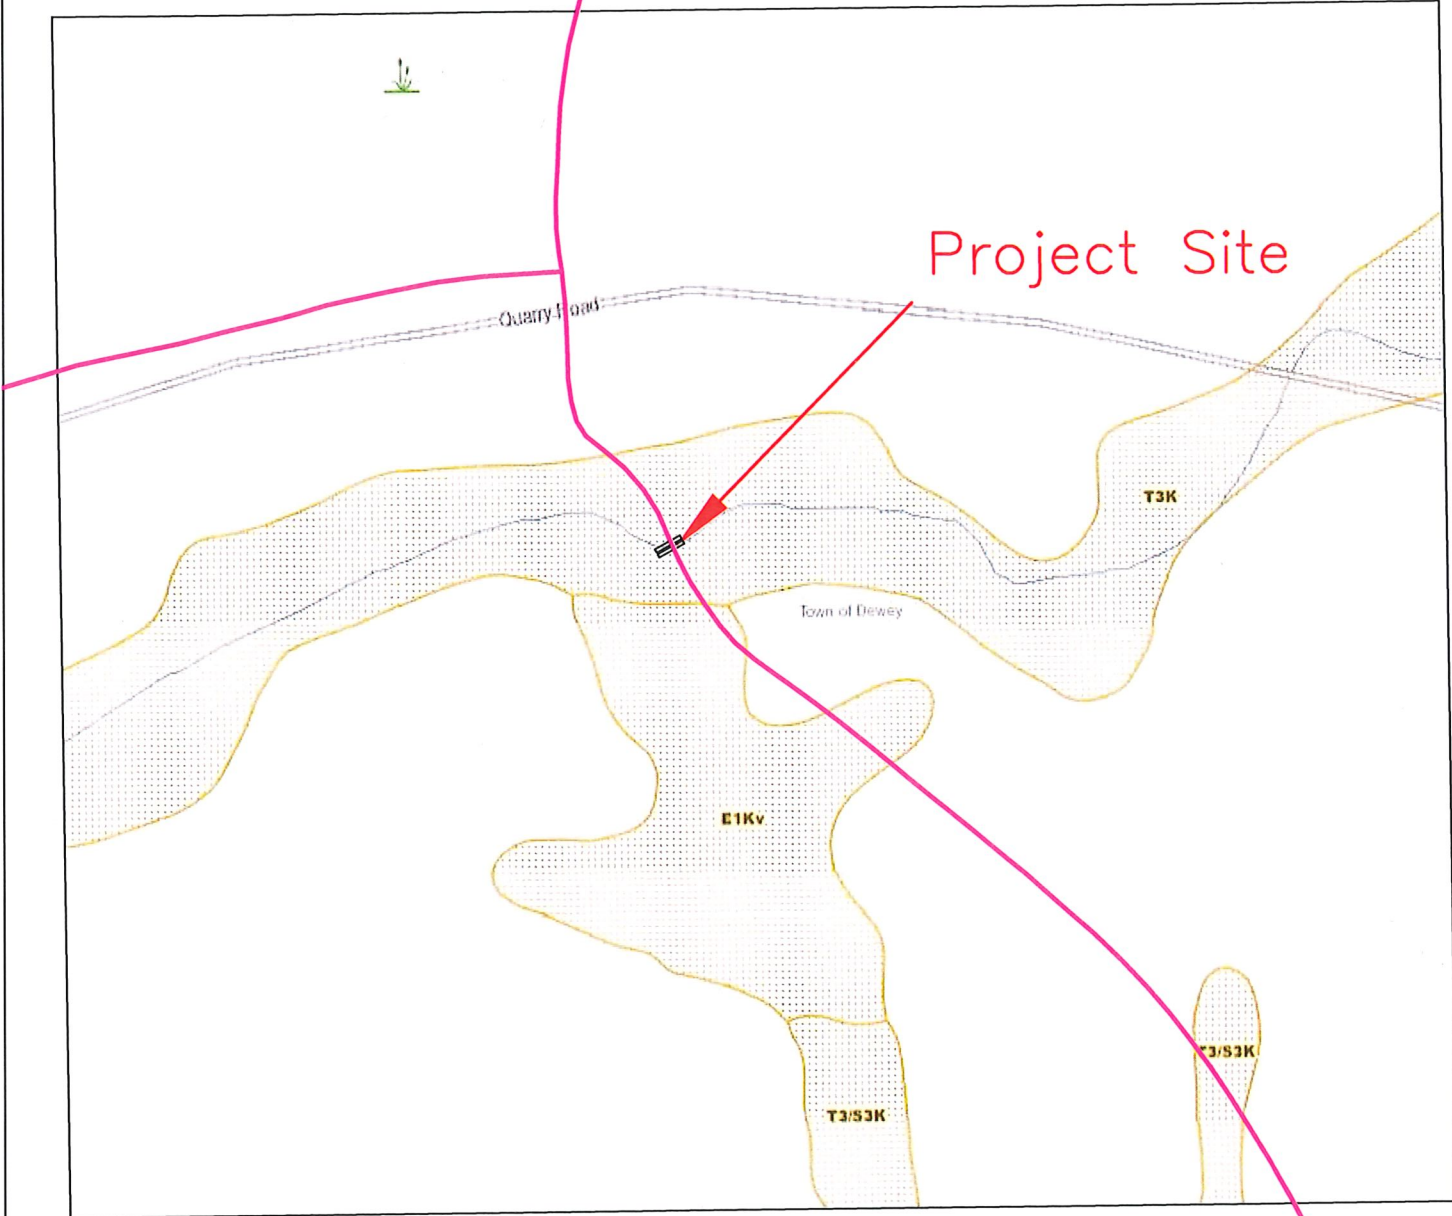 Project Site
Quarry Road
T3K
Town of Dewey
E1Kv
T3/S3K
T3/S3K